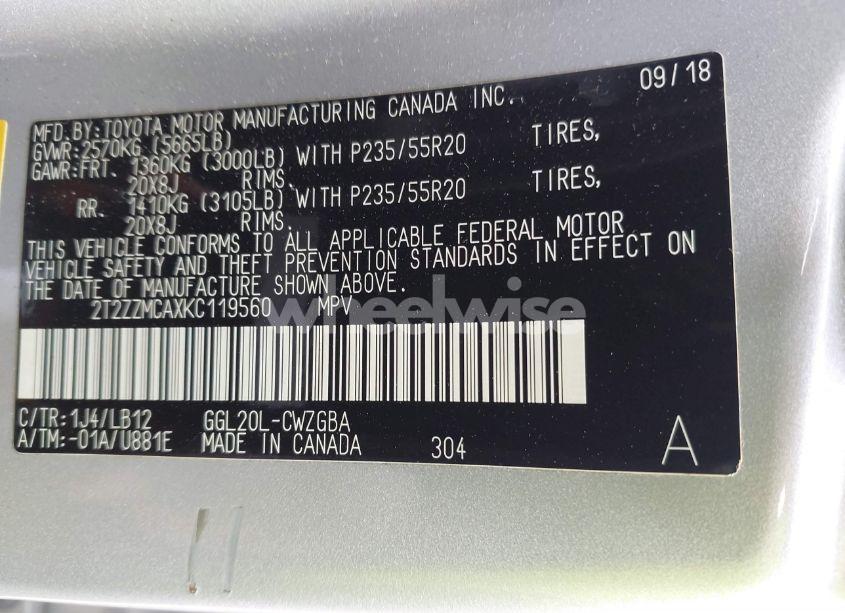 09/18
MFD.BY:TOYOTA MOTOR MANUFACTURING CANADA INC.
GVWR:2570KG (5665LB)
GAWR:FRT. 1360KG (3000LB) WITH P235/55R20 TIRES,
20X8J RIMS.
RR. 1410KG (3105LB) WITH P235/55R20 TIRES,
20X8J RIMS.
THIS VEHICLE CONFORMS TO ALL APPLICABLE FEDERAL MOTOR
VEHICLE SAFETY AND THEFT PREVENTION STANDARDS IN EFFECT ON
THE DATE OF MANUFACTURE SHOWN ABOVE.
2T2ZZMCAXKC119560 MPV
wheelwise
C/TR:1J4/LB12 GGL20L-CWZGBA
A/TM:-01A/U881E MADE IN CANADA 304 A